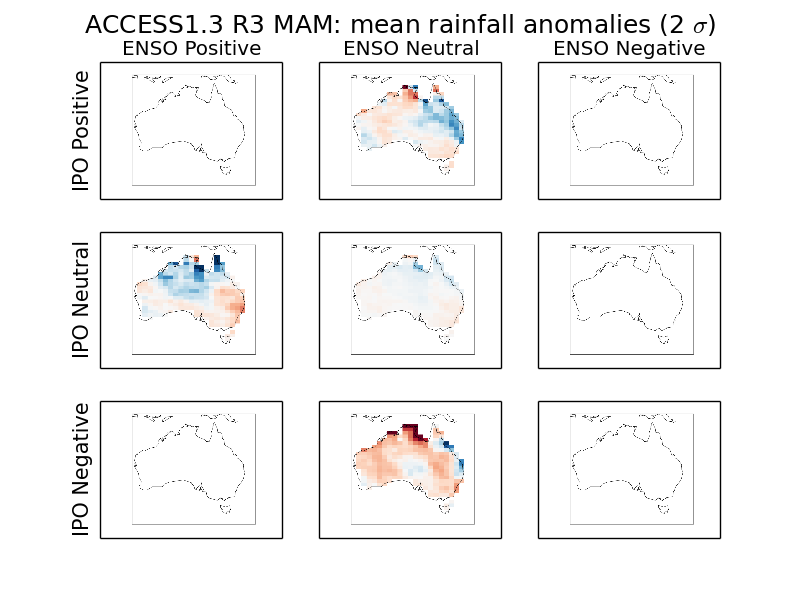 ACCESS1.3 R3 MAM: mean rainfall anomalies (2 σ)
ENSO Positive
ENSO Neutral
ENSO Negative
IPO Positive
IPO Neutral
IPO Negative